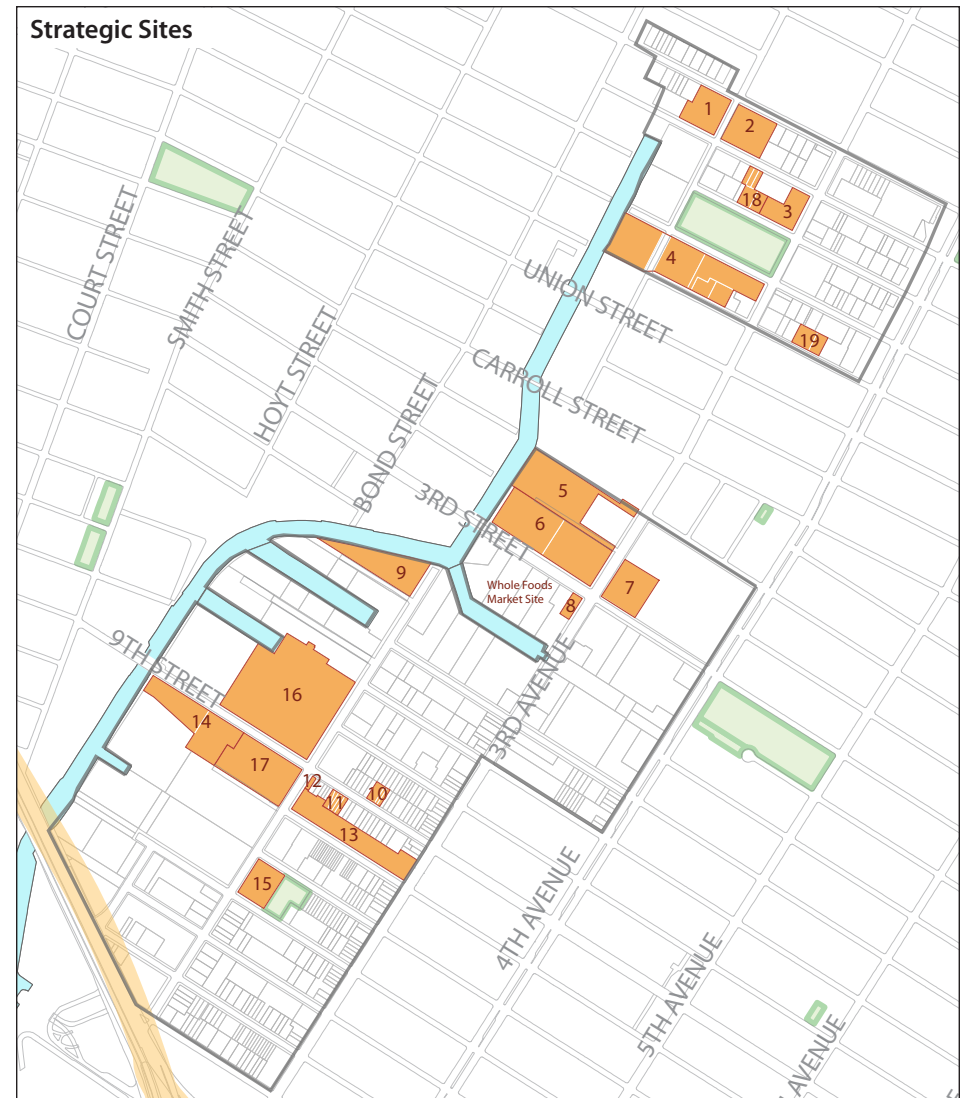 Strategic Sites
1
2
18
3
4
19
COURT STREET
SMITH STREET
HOYT STREET
BOND STREET
UNION STREET
CARROLL STREET
3RD STREET
5
6
7
8
9
Whole Foods
Market Site
3RD AVENUE
9TH STREET
16
14
17
12
11
10
13
15
4TH AVENUE
5TH AVENUE
AVENUE